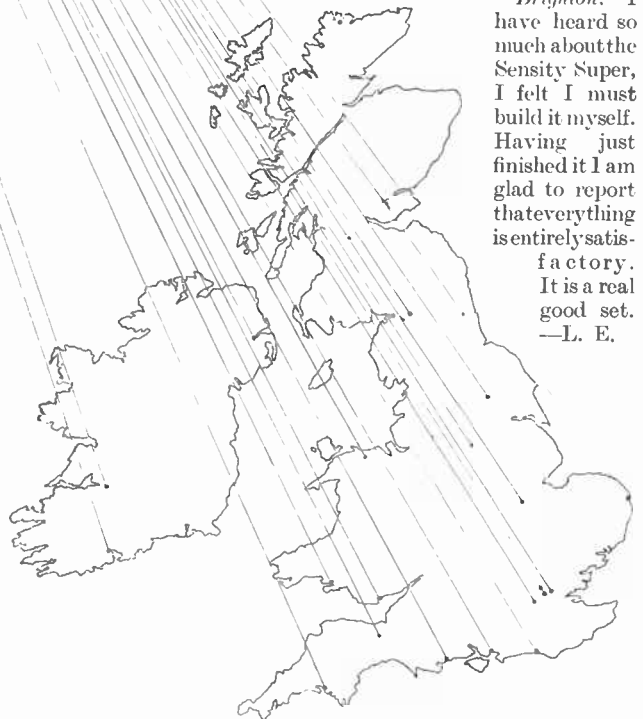 Brighton. I
have heard so
much about the
Sensity Super,
I felt I must
build it myself.
Having just
finished it I am
glad to report
that everything
is entirely satis-
factory.
It is a real
good set.
—L. E.